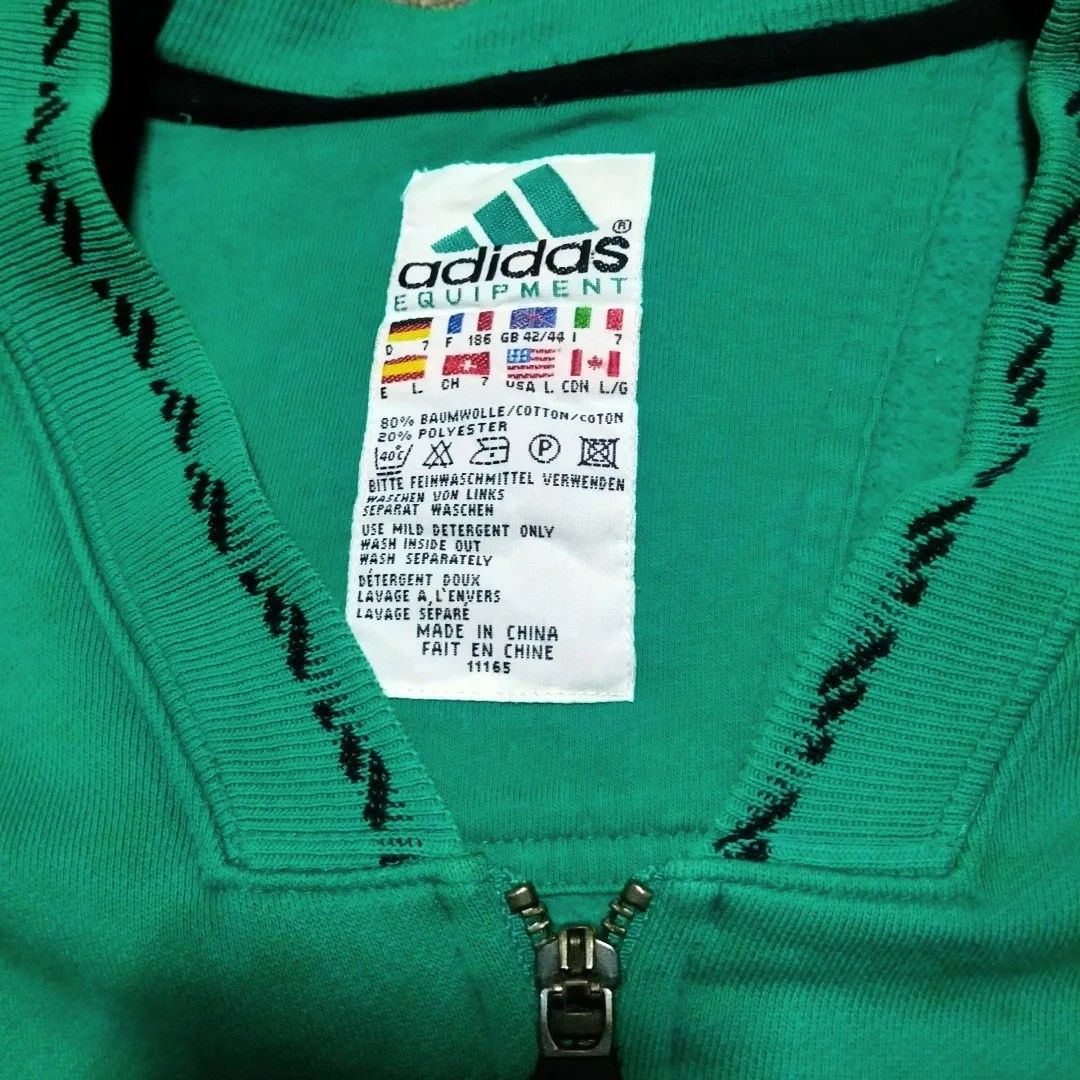 adidas®
EQUIPMENT
D 7 F 186 GB 42/44 I 7
E L. CH 7 USA L. CDN L./G
80% BAUMWOLLE/COTTON/COTON
20% POLYESTER
40c P
BITTE FEINWASCHMITTEL VERWENDEN
WASCHEN VON LINKS
SEPARAT WASCHEN
USE MILD DETERGENT ONLY
WASH INSIDE OUT
WASH SEPARATELY
DÉTERGENT DOUX
LAVAGE A,L'ENVERS
LAVAGE SÉPARÉ
MADE IN CHINA
FAIT EN CHINE
11165